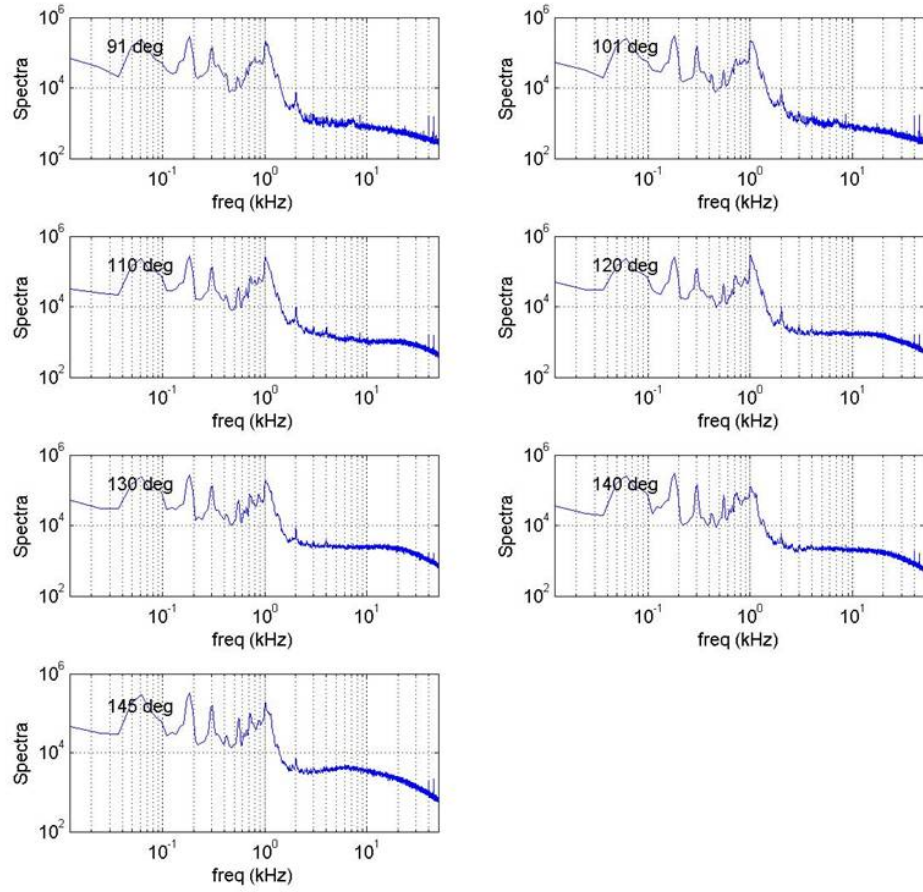 10^6
91 deg
Spectra
10^4
10^2
10^-1
10^0
10^1
freq (kHz)
10^6
101 deg
Spectra
10^4
10^2
10^-1
10^0
10^1
freq (kHz)
10^6
110 deg
Spectra
10^4
10^2
10^-1
10^0
10^1
freq (kHz)
10^6
120 deg
Spectra
10^4
10^2
10^-1
10^0
10^1
freq (kHz)
10^6
130 deg
Spectra
10^4
10^2
10^-1
10^0
10^1
freq (kHz)
10^6
140 deg
Spectra
10^4
10^2
10^-1
10^0
10^1
freq (kHz)
10^6
145 deg
Spectra
10^4
10^2
10^-1
10^0
10^1
freq (kHz)